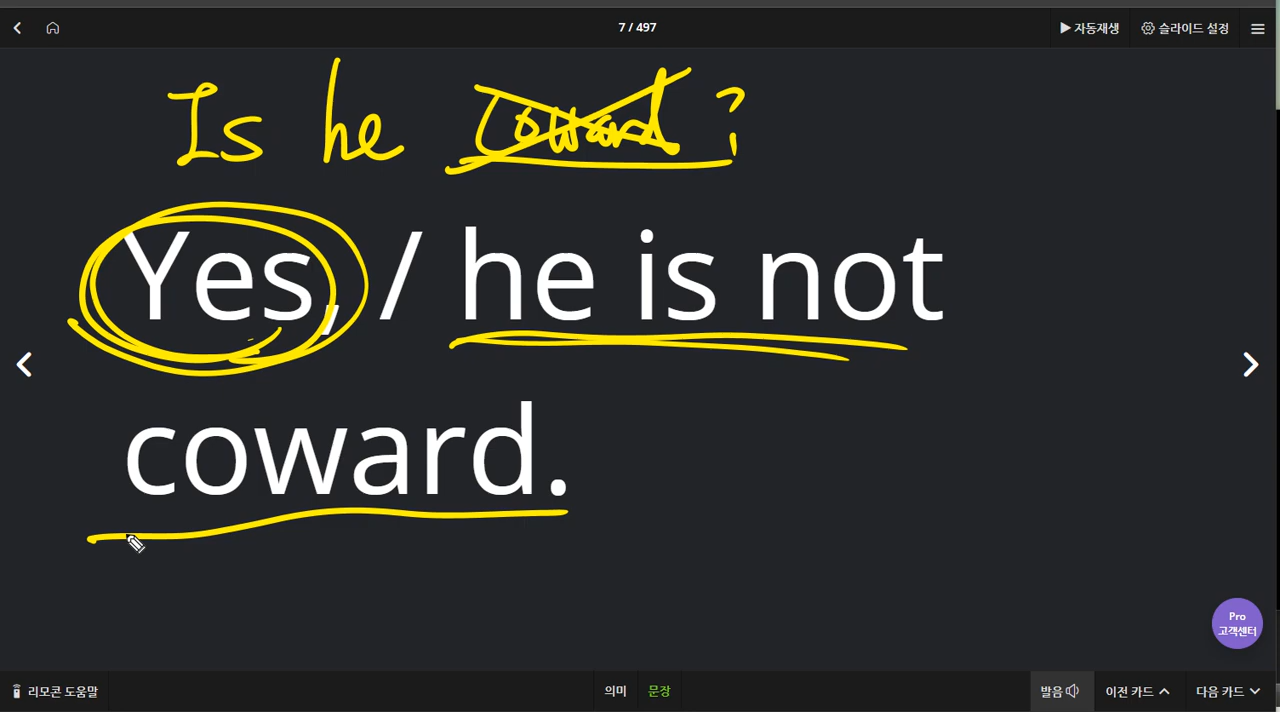 7 / 497
자동재생
슬라이드 설정
Is he coward ?
Yes, / he is not
coward.
Pro
고객센터
리모콘 도움말
의미
문장
발음
이전 카드
다음 카드